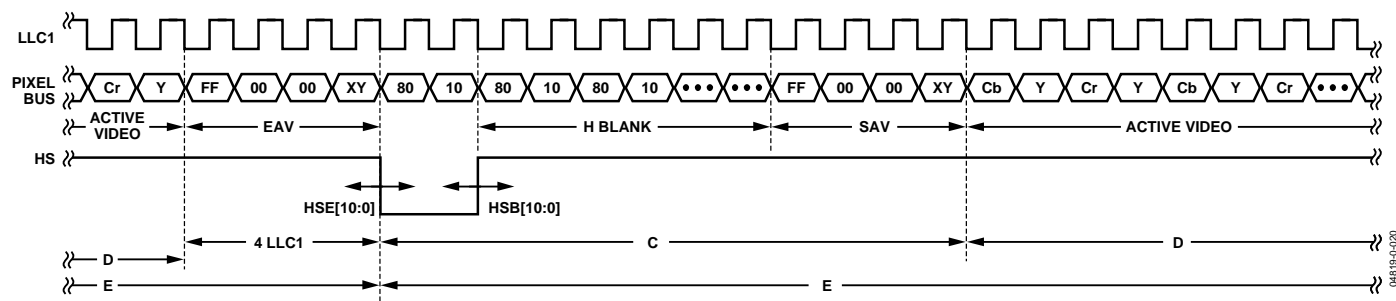 LLC1
PIXEL BUS Cr Y FF 00 00 XY 80 10 80 10 80 10 ••• ••• FF 00 00 XY Cb Y Cr Y Cb Y Cr •••
ACTIVE VIDEO EAV H BLANK SAV ACTIVE VIDEO
HS
HSE[10:0] HSB[10:0]
4 LLC1 C D
D
E E
04819-0-020